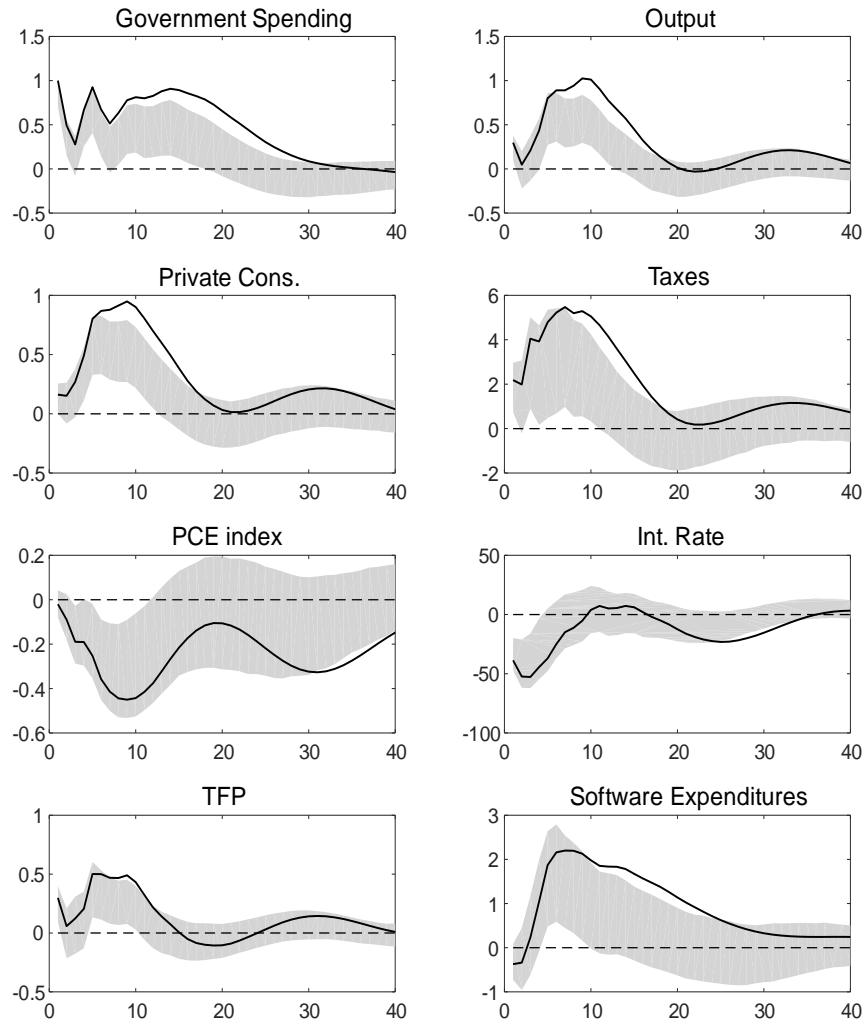 Government Spending
1.5
1
0.5
0
-0.5
0 10 20 30 40
Output
1.5
1
0.5
0
-0.5
0 10 20 30 40
Private Cons.
1
0.5
0
-0.5
0 10 20 30 40
Taxes
6
4
2
0
-2
0 10 20 30 40
PCE index
0.2
0
-0.2
-0.4
-0.6
0 10 20 30 40
Int. Rate
50
0
-50
-100
0 10 20 30 40
TFP
1
0.5
0
-0.5
0 10 20 30 40
Software Expenditures
3
2
1
0
-1
0 10 20 30 40